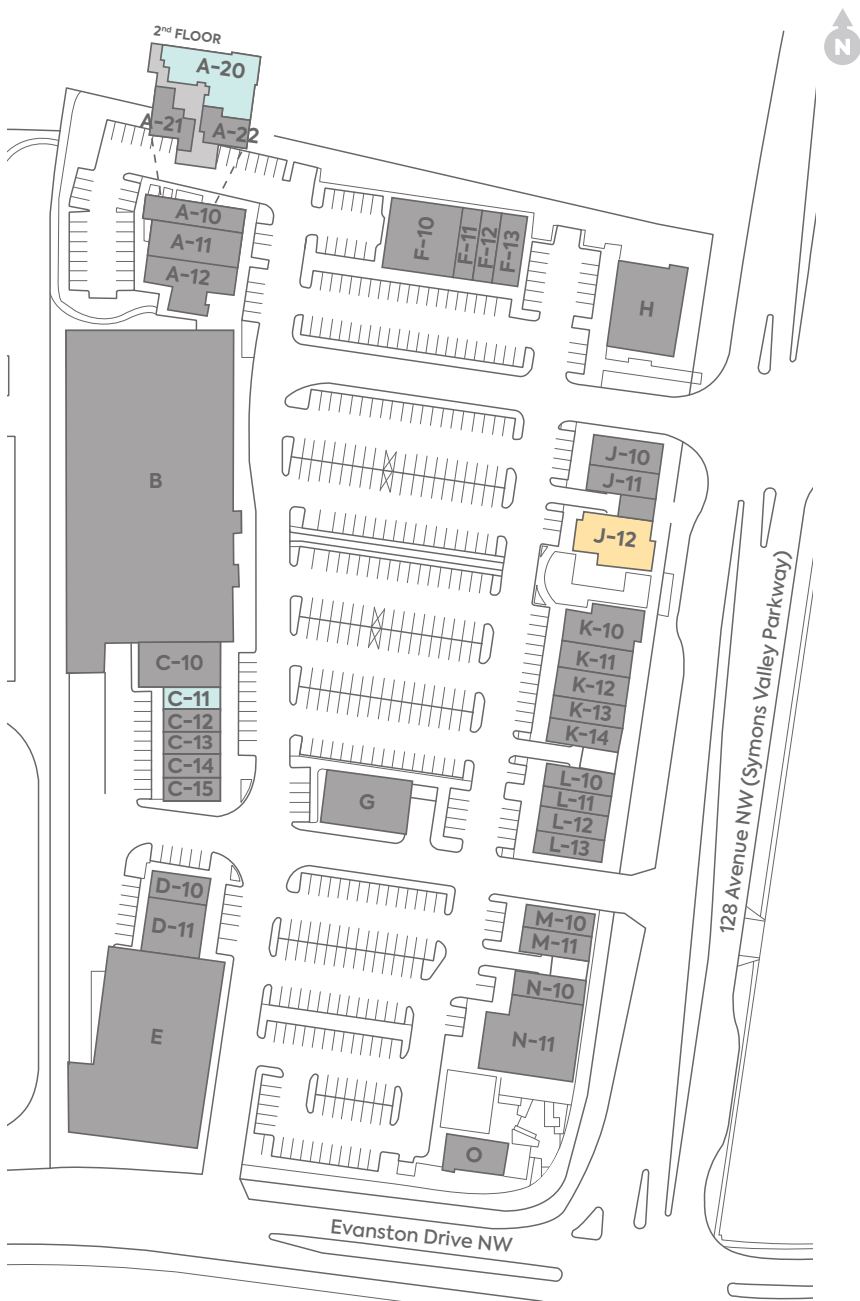 N
2nd FLOOR
A-20
A-21
A-22
A-10
A-11
A-12
F-10
F-11
F-12
F-13
H
B
J-10
J-11
J-12
K-10
K-11
K-12
K-13
K-14
C-10
C-11
C-12
C-13
C-14
C-15
G
L-10
L-11
L-12
L-13
D-10
D-11
M-10
M-11
N-10
N-11
E
O
128 Avenue NW (Symons Valley Parkway)
Evanston Drive NW